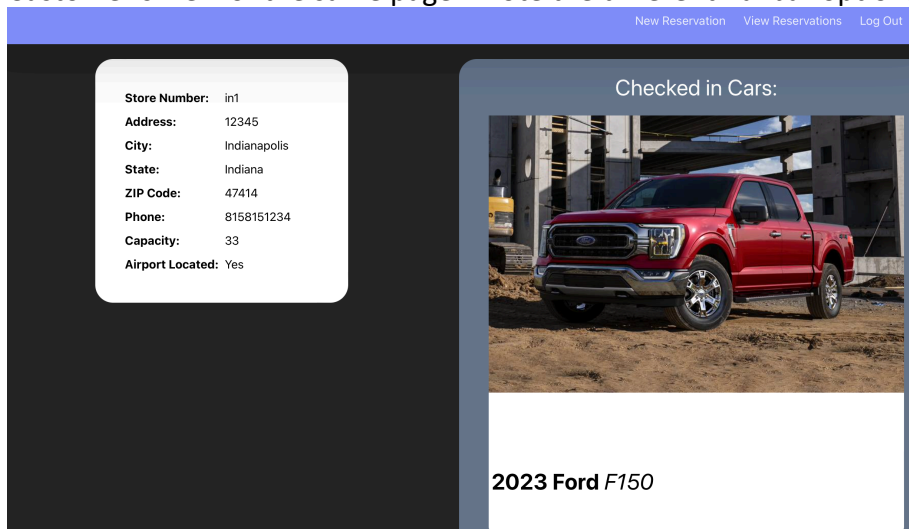 New Reservation View Reservations Log Out
Store Number: in1
Address: 12345
City: Indianapolis
State: Indiana
ZIP Code: 47414
Phone: 8158151234
Capacity: 33
Airport Located: Yes
Checked in Cars:
2023 Ford F150